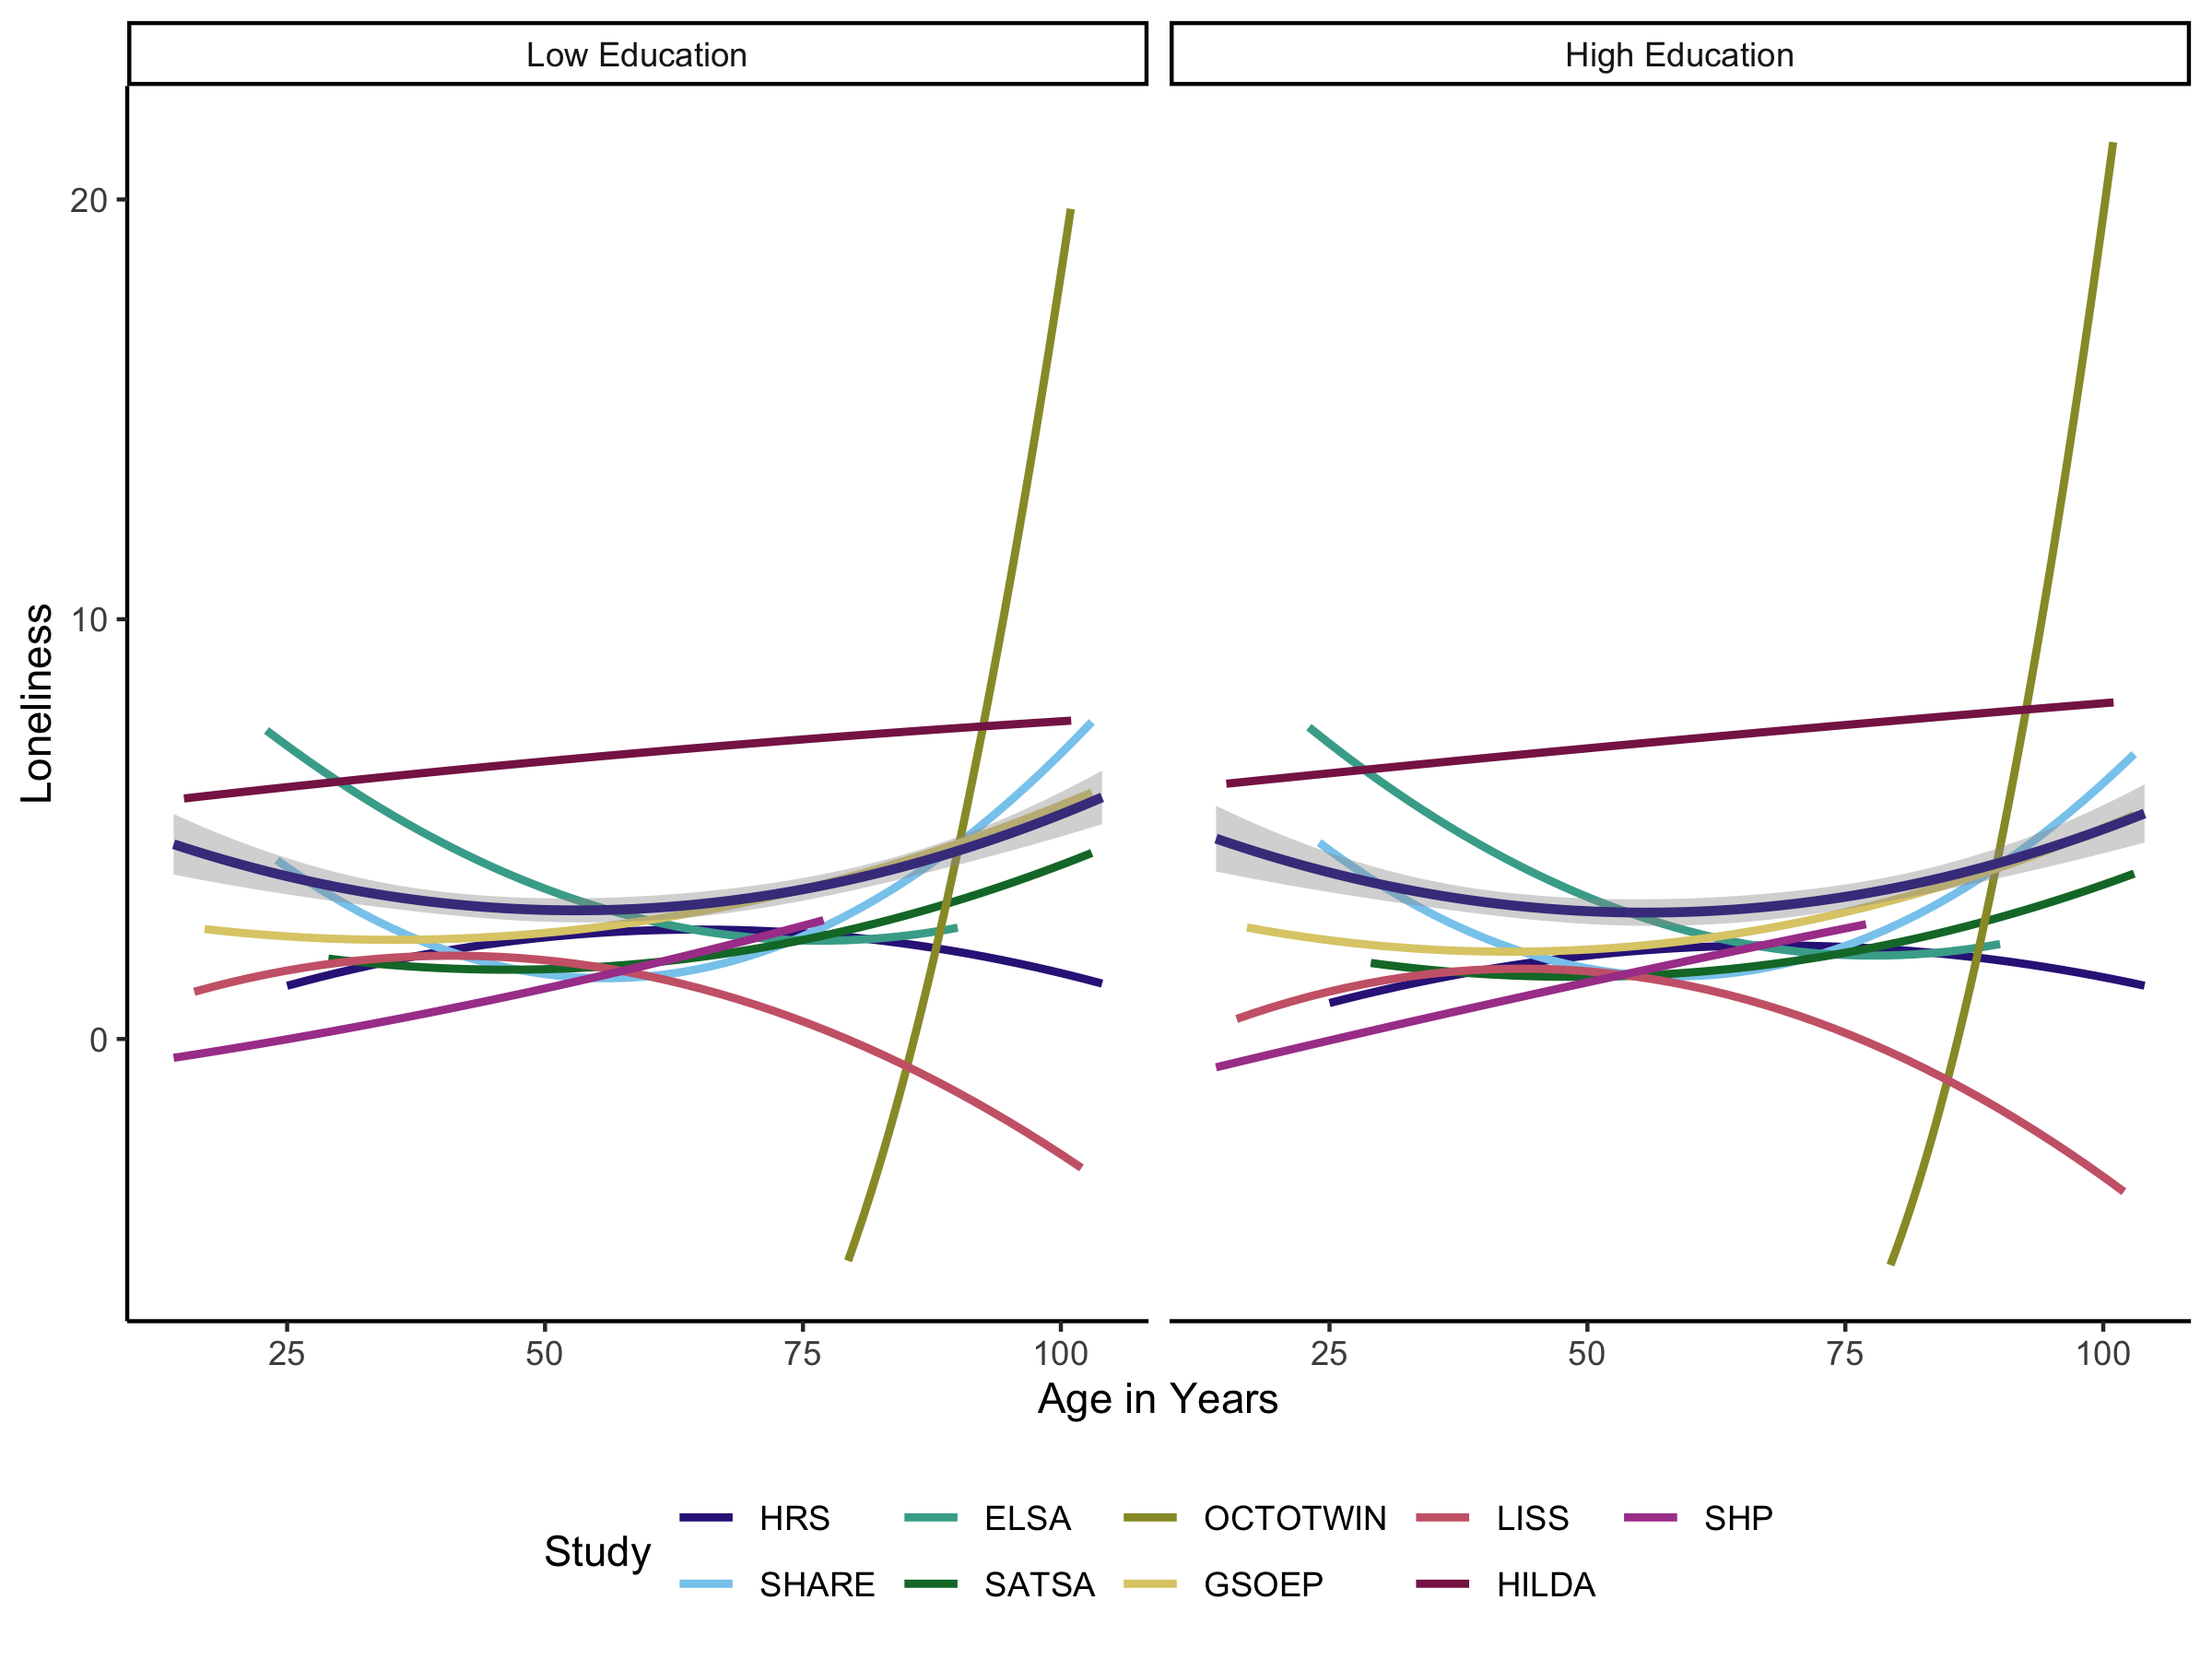 Low Education
High Education
Loneliness
20
10
0
25 50 75 100
25 50 75 100
Age in Years
Study
HRS ELSA OCTOTWIN LISS SHP
SHARE SATSA GSOEP HILDA